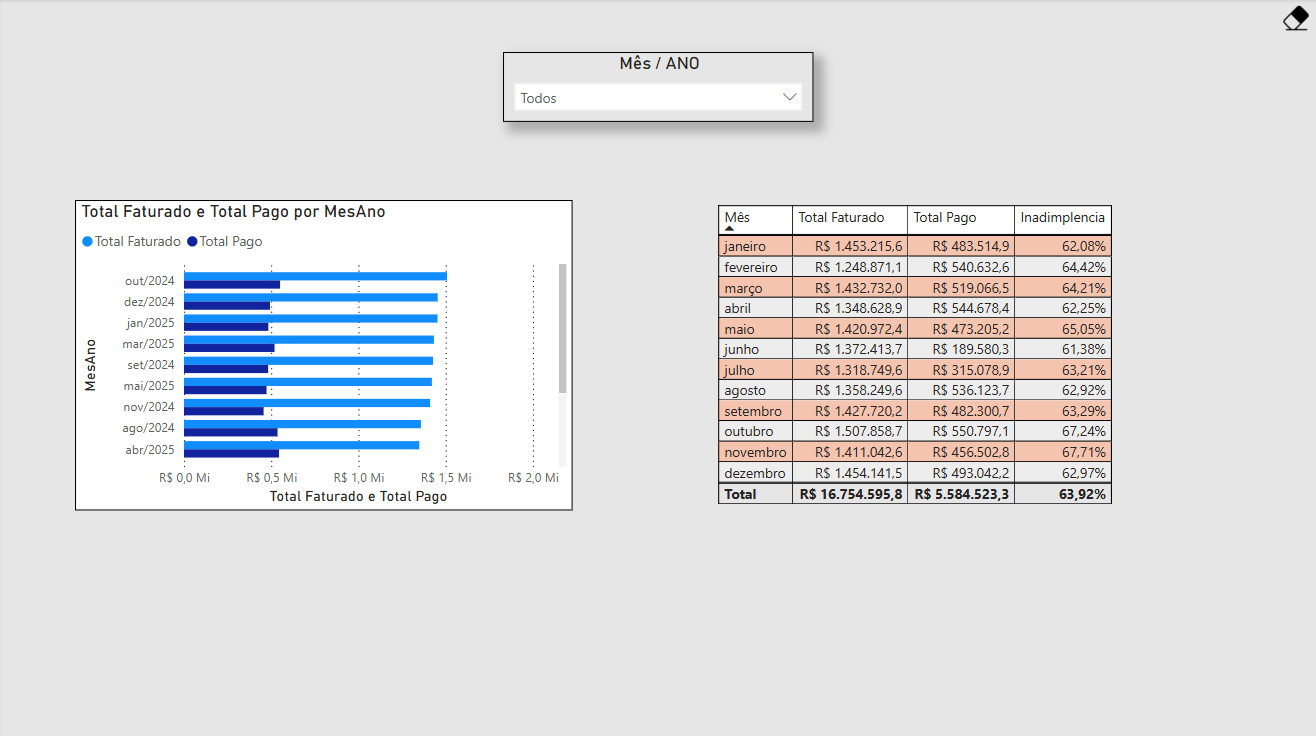 Mês / ANO
Todos
Total Faturado e Total Pago por MesAno
Total Faturado Total Pago
MesAno
out/2024
dez/2024
jan/2025
mar/2025
set/2024
mai/2025
nov/2024
ago/2024
abr/2025
R$ 0,0 Mi R$ 0,5 Mi R$ 1,0 Mi R$ 1,5 Mi R$ 2,0 Mi
Total Faturado e Total Pago
Mês Total Faturado Total Pago Inadimplencia
janeiro R$ 1.453.215,6 R$ 483.514,9 62,08%
fevereiro R$ 1.248.871,1 R$ 540.632,6 64,42%
março R$ 1.432.732,0 R$ 519.066,5 64,21%
abril R$ 1.348.628,9 R$ 544.678,4 62,25%
maio R$ 1.420.972,4 R$ 473.205,2 65,05%
junho R$ 1.372.413,7 R$ 189.580,3 61,38%
julho R$ 1.318.749,6 R$ 315.078,9 63,21%
agosto R$ 1.358.249,6 R$ 536.123,7 62,92%
setembro R$ 1.427.720,2 R$ 482.300,7 63,29%
outubro R$ 1.507.858,7 R$ 550.797,1 67,24%
novembro R$ 1.411.042,6 R$ 456.502,8 67,71%
dezembro R$ 1.454.141,5 R$ 493.042,2 62,97%
Total R$ 16.754.595,8 R$ 5.584.523,3 63,92%